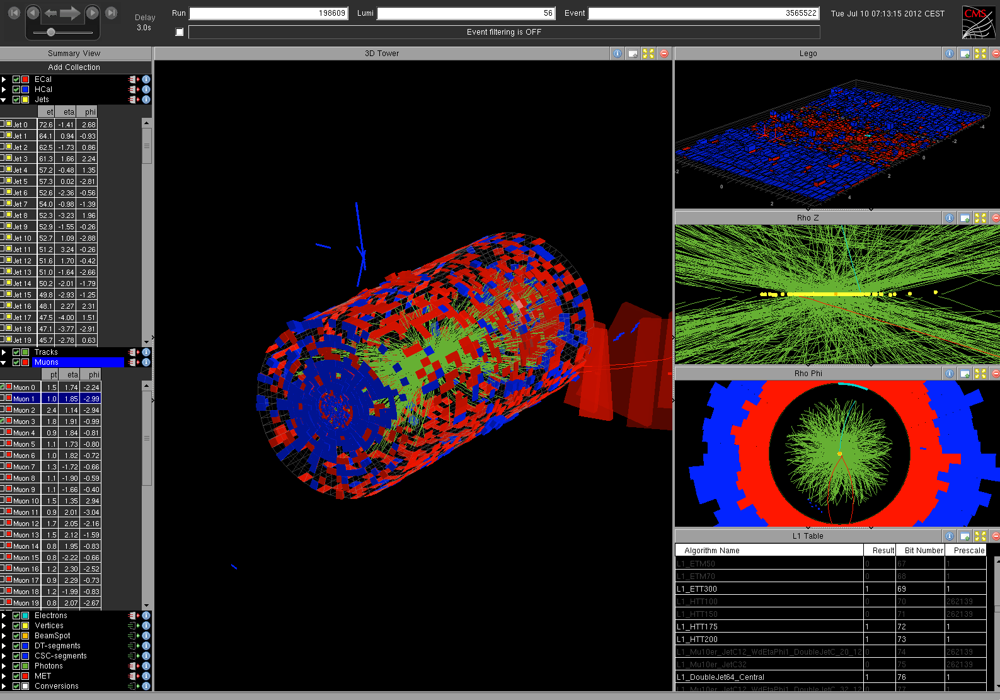 Run 198609 Lumi 56 Event 3565522 Tue Jul 10 07:13:15 2012 CEST CMS
Delay
3.0s
Event filtering is OFF
Summary View
Add Collection
ECal
HCal
Jets
et eta phi
Jet 0 72.6 -1.41 2.68
Jet 1 64.1 0.94 -0.93
Jet 2 62.5 -1.73 0.86
Jet 3 61.3 1.66 2.24
Jet 4 57.2 -0.48 1.35
Jet 5 57.3 0.02 -2.81
Jet 6 52.6 -2.36 -0.56
Jet 7 54.0 -0.98 -1.39
Jet 8 52.3 -3.23 1.96
Jet 9 52.9 -1.55 -0.26
Jet 10 52.7 1.09 -2.88
Jet 11 51.2 3.24 -0.26
Jet 12 51.6 1.70 -0.42
Jet 13 51.0 -1.64 -2.66
Jet 14 50.2 -2.01 -1.79
Jet 15 49.8 -2.93 -1.25
Jet 16 48.1 2.27 2.31
Jet 17 47.5 -4.00 1.51
Jet 18 47.1 -3.77 -2.91
Jet 19 45.7 -2.78 0.63
Tracks
Muons
pt eta phi
Muon 0 1.5 1.74 -2.24
Muon 1 1.0 1.85 -2.99
Muon 2 2.4 1.14 -2.94
Muon 3 1.8 1.91 -0.99
Muon 4 0.9 1.84 -0.81
Muon 5 1.1 1.73 -0.80
Muon 6 1.0 1.82 -0.72
Muon 7 1.3 -1.72 -0.66
Muon 8 1.1 -1.90 -0.59
Muon 9 1.1 -1.66 -0.40
Muon 10 1.5 1.35 2.94
Muon 11 0.9 2.01 -3.04
Muon 12 1.7 2.05 -2.16
Muon 13 1.5 2.12 -1.59
Muon 14 0.8 1.95 -0.83
Muon 15 0.8 -2.22 -0.66
Muon 16 1.2 2.30 -2.52
Muon 17 0.9 2.29 -0.73
Muon 18 1.2 -1.99 -0.83
Muon 19 0.8 2.07 -2.67
Electrons
Vertices
BeamSpot
DT-segments
CSC-segments
Photons
MET
Conversions
3D Tower
Lego
-4
-2
0
2
4
-2
0
2
Rho Z
Rho Phi
L1 Table
Algorithm Name Result Bit Number Prescale
L1_ETM50 0 67 1
L1_ETM70 0 68 1
L1_ETT300 1 69 1
L1_HTT100 0 70 262139
L1_HTT150 0 71 262139
L1_HTT175 1 72 1
L1_HTT200 1 73 1
L1_Mu10er_JetC12_WdEtaPhi1_DoubleJetC_20_12 0 74 262139
L1_Mu10er_JetC32 0 75 262139
L1_DoubleJet64_Central 1 76 1
L1_Mu10er_JetC12_WdEtaPhi1_DoubleJetC_32_12 0 77 1